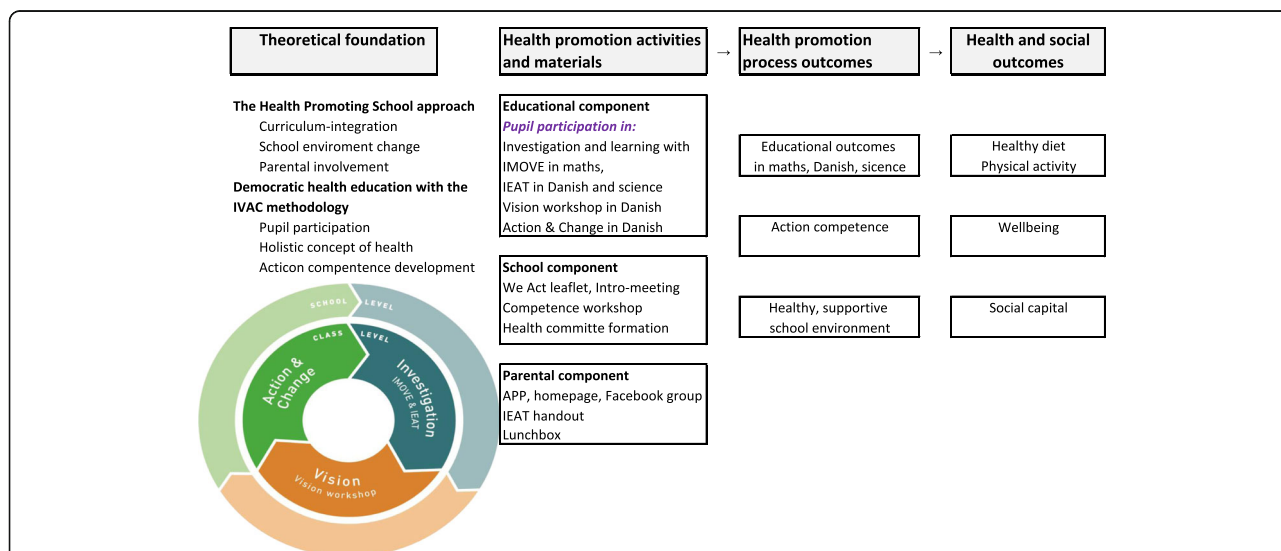 Theoretical foundation
Health promotion activities
and materials
→
Health promotion
process outcomes
→
Health and social
outcomes
The Health Promoting School approach
Curriculum-integration
School enviroment change
Parental involvement
Democratic health education with the
IVAC methodology
Pupil participation
Holistic concept of health
Acticon compentence development
SCHOOL LEVEL
CLASS LEVEL
Action &
Change
Investigation
IMOVE & IEAT
Vision
Vision workshop
Educational component
Pupil participation in:
Investigation and learning with
IMOVE in maths,
IEAT in Danish and science
Vision workshop in Danish
Action & Change in Danish
School component
We Act leaflet, Intro-meeting
Competence workshop
Health committe formation
Parental component
APP, homepage, Facebook group
IEAT handout
Lunchbox
Educational outcomes
in maths, Danish, sicence
Action competence
Healthy, supportive
school environment
Healthy diet
Physical activity
Wellbeing
Social capital